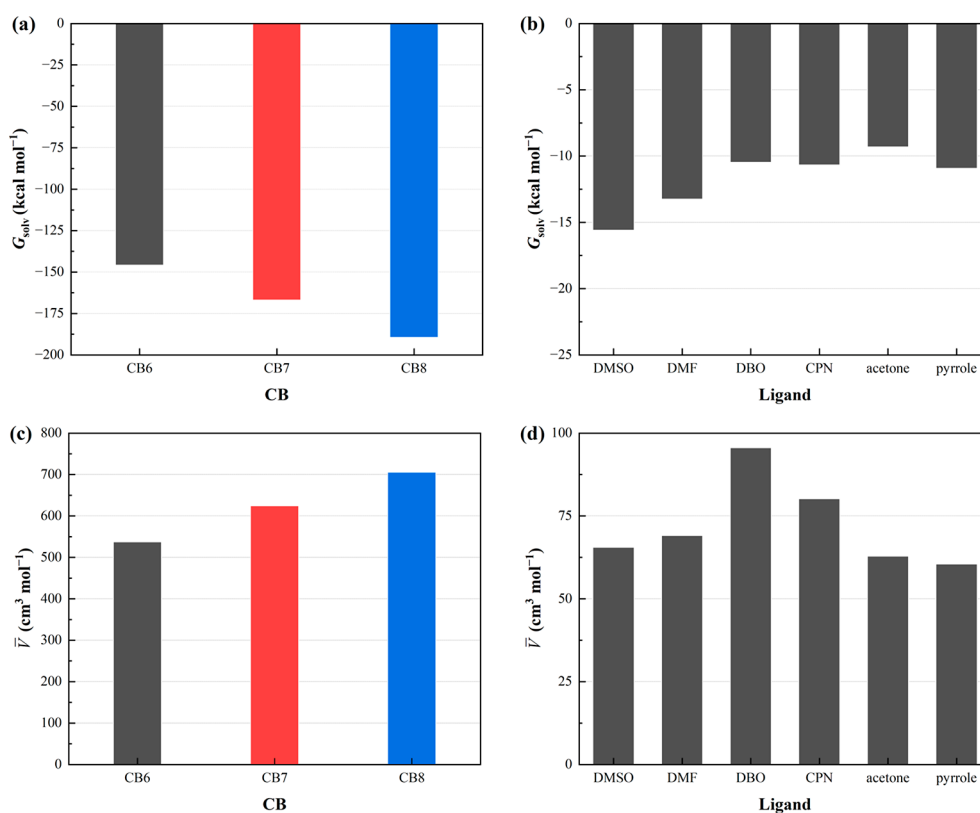 (a)
0
−25
−50
−75
−100
−125
−150
−175
−200
Gsolv (kcal mol−1)
CB6 CB7 CB8
CB
(b)
0
−5
−10
−15
−20
−25
Gsolv (kcal mol−1)
DMSO DMF DBO CPN acetone pyrrole
Ligand
(c)
800
700
600
500
400
300
200
100
0
V̅ (cm3 mol−1)
CB6 CB7 CB8
CB
(d)
100
75
50
25
0
V̅ (cm3 mol−1)
DMSO DMF DBO CPN acetone pyrrole
Ligand